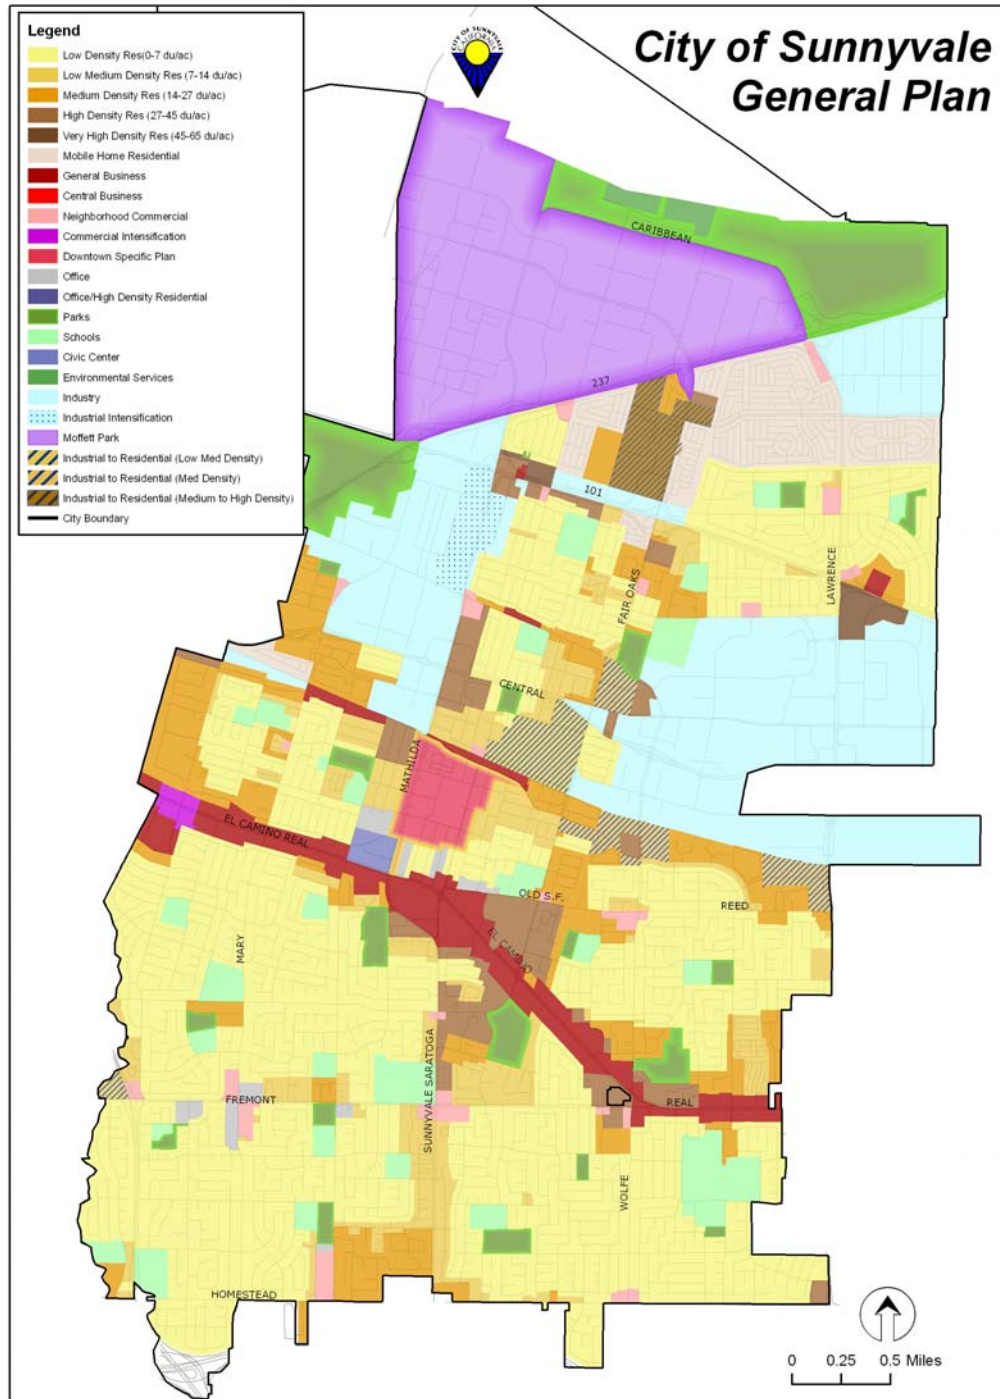 Legend
Low Density Res(0-7 du/ac)
Low Medium Density Res (7-14 du/ac)
Medium Density Res (14-27 du/ac)
High Density Res (27-45 du/ac)
Very High Density Res (45-65 du/ac)
Mobile Home Residential
General Business
Central Business
Neighborhood Commercial
Commercial Intensification
Downtown Specific Plan
Office
Office/High Density Residential
Parks
Schools
Civic Center
Environmental Services
Industry
Industrial Intensification
Moffett Park
Industrial to Residential (Low Med Density)
Industrial to Residential (Med Density)
Industrial to Residential (Medium to High Density)
City Boundary
CITY OF SUNNYVALE
CALIFORNIA
City of Sunnyvale
General Plan
CARIBBEAN
237
101
FAIR OAKS
LAWRENCE
CENTRAL
MATHILDA
EL CAMINO REAL
OLD S.F.
REED
EL CAMINO
MARY
SUNNYVALE SARATOGA
FREMONT
REAL
WOLFE
HOMESTEAD
0 0.25 0.5 Miles